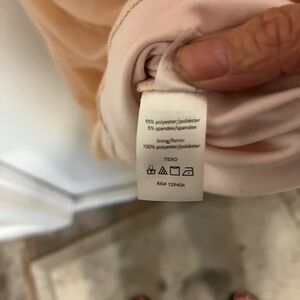 95% polyester/poliéster
5% spandex/spandex
lining/forro:
100% polyester/poliéster
TEXO
RN# 129406